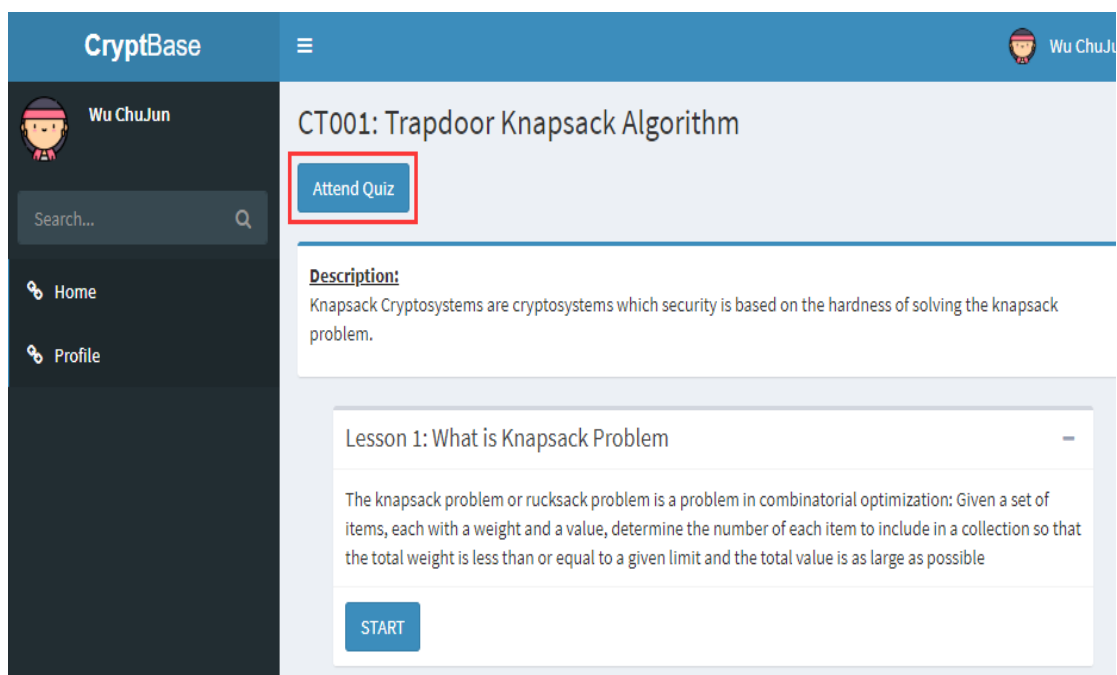 CryptBase
Wu ChuJu
Wu ChuJun
CT001: Trapdoor Knapsack Algorithm
Attend Quiz
Search...
Home
Profile
Description:
Knapsack Cryptosystems are cryptosystems which security is based on the hardness of solving the knapsack
problem.
Lesson 1: What is Knapsack Problem
The knapsack problem or rucksack problem is a problem in combinatorial optimization: Given a set of
items, each with a weight and a value, determine the number of each item to include in a collection so that
the total weight is less than or equal to a given limit and the total value is as large as possible
START